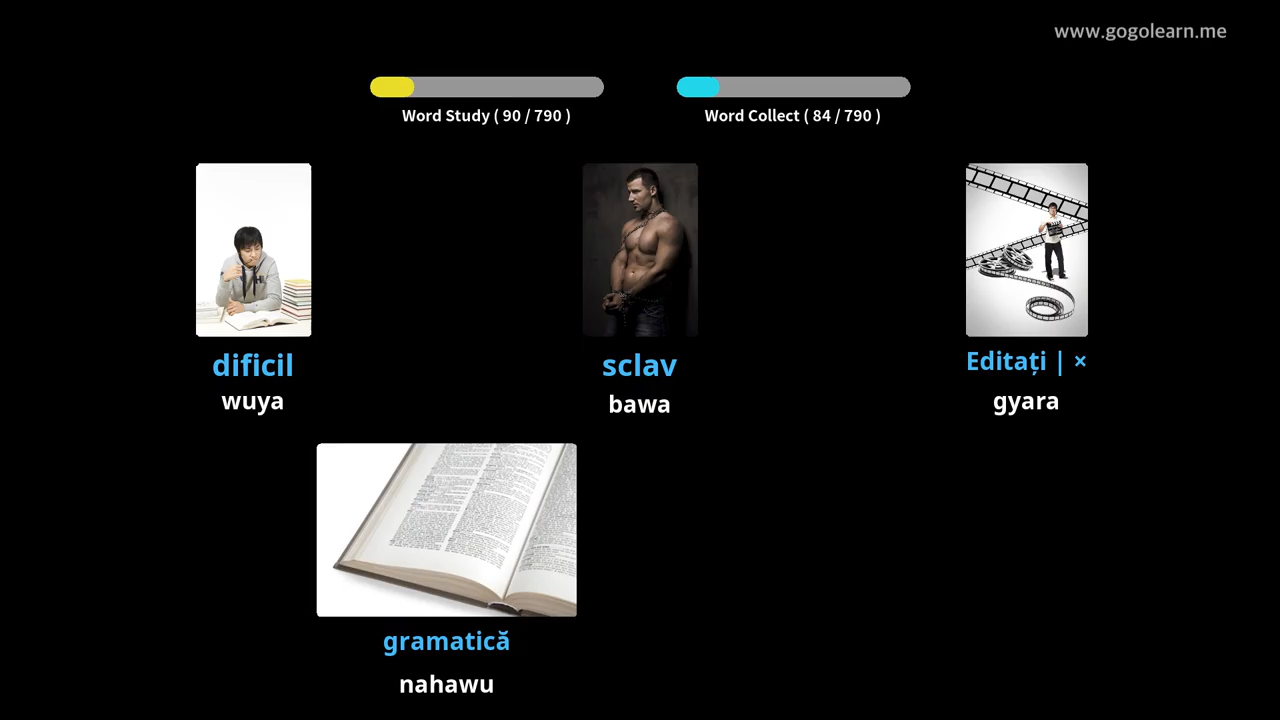 www.gogolearn.me
Word Study ( 90 / 790 )
Word Collect ( 84 / 790 )
dificil
wuya
sclav
bawa
Editați | ×
gyara
gramatică
nahawu